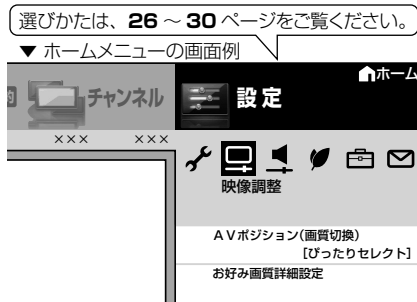 選びかたは、26～30ページをご覧ください。
▼ ホームメニューの画面例
チャンネル
設定
ホーム
×××
×××
映像調整
AVポジション(画質切換)
[ぴったりセレクト]
お好み画質詳細設定